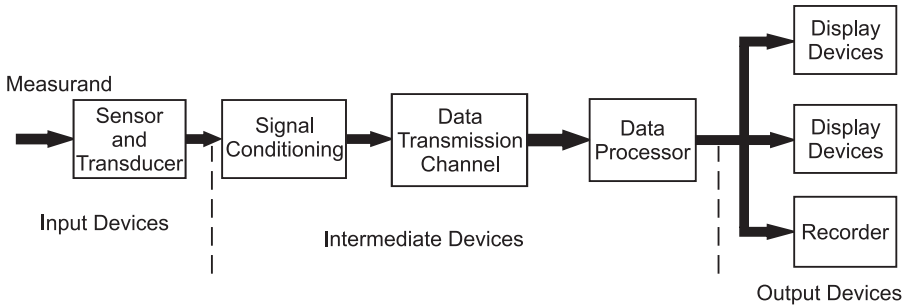 Measurand
Sensor
and
Transducer
Signal
Conditioning
Data
Transmission
Channel
Data
Processor
Display
Devices
Display
Devices
Recorder
Input Devices
Intermediate Devices
Output Devices